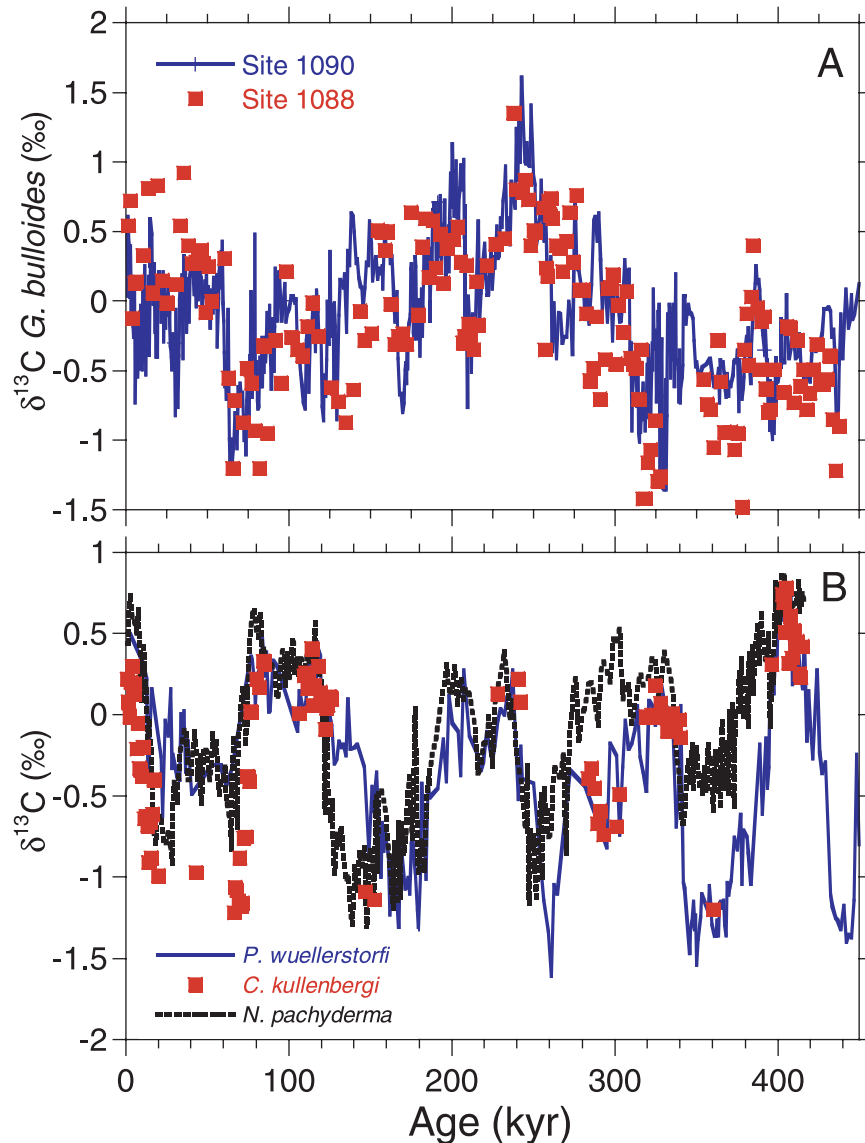 2
1.5
1
0.5
0
-0.5
-1
-1.5
δ13C G. bulloides (‰)
Site 1090
Site 1088
A
1
0.5
0
-0.5
-1
-1.5
-2
δ13C (‰)
B
P. wuellerstorfi
C. kullenbergi
N. pachyderma
0 100 200 300 400
Age (kyr)